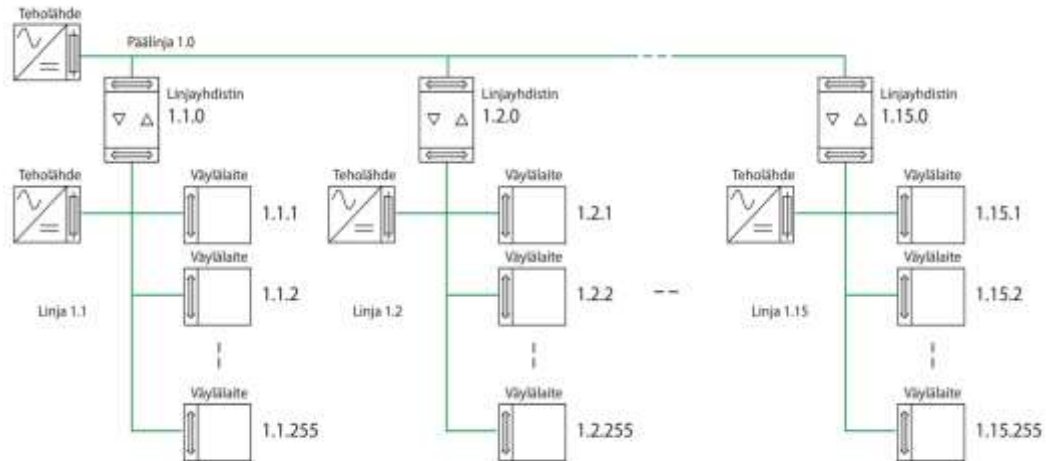 Teholähde
Päälinja 1.0
Linjayhdistin
1.1.0
Linjayhdistin
1.2.0
Linjayhdistin
1.15.0
Teholähde
Väylälaite
1.1.1
Teholähde
Väylälaite
1.2.1
Teholähde
Väylälaite
1.15.1
Väylälaite
1.1.2
Väylälaite
1.2.2
Väylälaite
1.15.2
Linja 1.1
Linja 1.2
Linja 1.15
Väylälaite
1.1.255
Väylälaite
1.2.255
Väylälaite
1.15.255